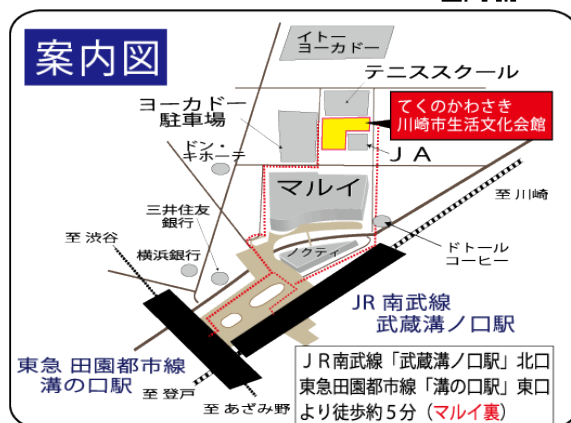 案内図
イトー
ヨーカドー
テニススクール
ヨーカドー
駐車場
てくのかわさき
川崎市生活文化会館
ドン・
キホーテ
ＪＡ
マルイ
至 川崎
三井住友
銀行
至 渋谷
横浜銀行
ノクティ
ドトール
コーヒー
JR 南武線
武蔵溝ノ口駅
東急 田園都市線
溝の口駅
至 登戸
至 あざみ野
ＪＲ南武線「武蔵溝ノ口駅」北口
東急田園都市線「溝の口駅」東口
より徒歩約５分（マルイ裏）